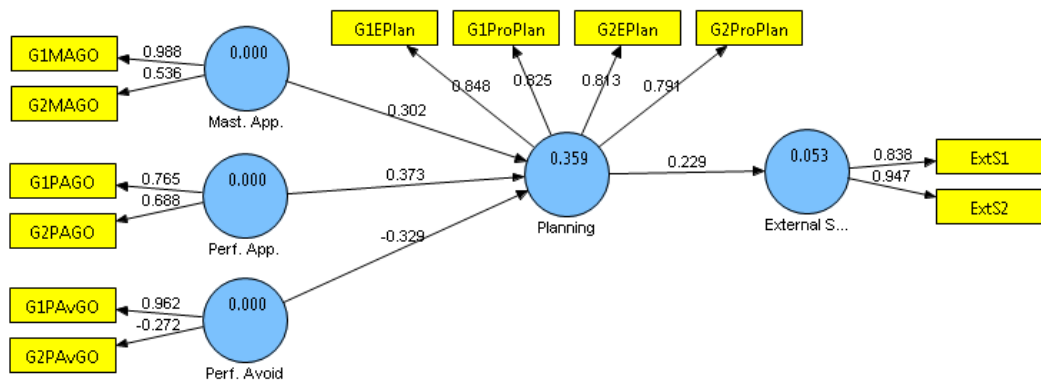 G1EPlan
G1ProPlan
G2EPlan
G2ProPlan
G1MAGO
0.988
0.000
0.536
G2MAGO
Mast. App.
0.848
0.825
0.813
0.791
0.302
0.359
Planning
0.229
0.053
External S...
0.838
ExtS1
0.947
ExtS2
G1PAGO
0.765
0.000
0.688
G2PAGO
Perf. App.
0.373
-0.329
G1PAvGO
0.962
0.000
-0.272
G2PAvGO
Perf. Avoid